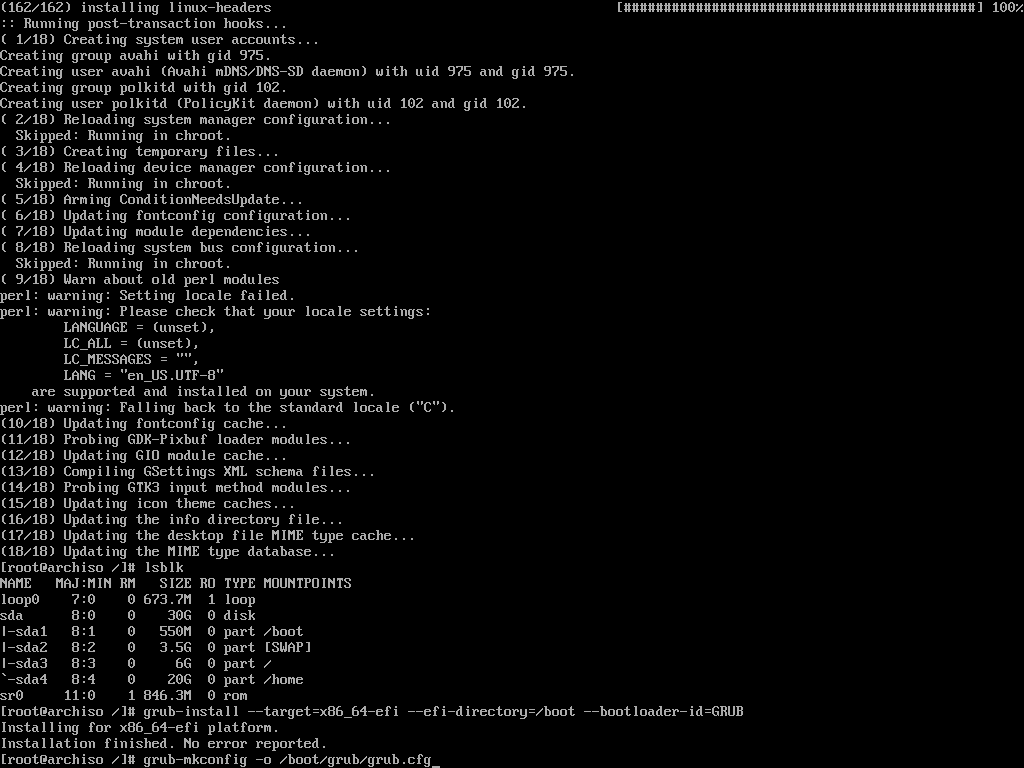 (162/162) installing linux-headers                                           [############################################] 100%
:: Running post-transaction hooks...
( 1/18) Creating system user accounts...
Creating group avahi with gid 975.
Creating user avahi (Avahi mDNS/DNS-SD daemon) with uid 975 and gid 975.
Creating group polkitd with gid 102.
Creating user polkitd (PolicyKit daemon) with uid 102 and gid 102.
( 2/18) Reloading system manager configuration...
  Skipped: Running in chroot.
( 3/18) Creating temporary files...
( 4/18) Reloading device manager configuration...
  Skipped: Running in chroot.
( 5/18) Arming ConditionNeedsUpdate...
( 6/18) Updating fontconfig configuration...
( 7/18) Updating module dependencies...
( 8/18) Reloading system bus configuration...
  Skipped: Running in chroot.
( 9/18) Warn about old perl modules
perl: warning: Setting locale failed.
perl: warning: Please check that your locale settings:
        LANGUAGE = (unset),
        LC_ALL = (unset),
        LC_MESSAGES = "",
        LANG = "en_US.UTF-8"
    are supported and installed on your system.
perl: warning: Falling back to the standard locale ("C").
(10/18) Updating fontconfig cache...
(11/18) Probing GDK-Pixbuf loader modules...
(12/18) Updating GIO module cache...
(13/18) Compiling GSettings XML schema files...
(14/18) Probing GTK3 input method modules...
(15/18) Updating icon theme caches...
(16/18) Updating the info directory file...
(17/18) Updating the desktop file MIME type cache...
(18/18) Updating the MIME type database...
[root@archiso /]# lsblk
NAME   MAJ:MIN RM   SIZE RO TYPE MOUNTPOINTS
loop0    7:0    0 673.7M  1 loop
sda      8:0    0    30G  0 disk
|-sda1   8:1    0   550M  0 part /boot
|-sda2   8:2    0   3.5G  0 part [SWAP]
|-sda3   8:3    0     6G  0 part /
`-sda4   8:4    0    20G  0 part /home
sr0     11:0    1 846.3M  0 rom
[root@archiso /]# grub-install --target=x86_64-efi --efi-directory=/boot --bootloader-id=GRUB
Installing for x86_64-efi platform.
Installation finished. No error reported.
[root@archiso /]# grub-mkconfig -o /boot/grub/grub.cfg_